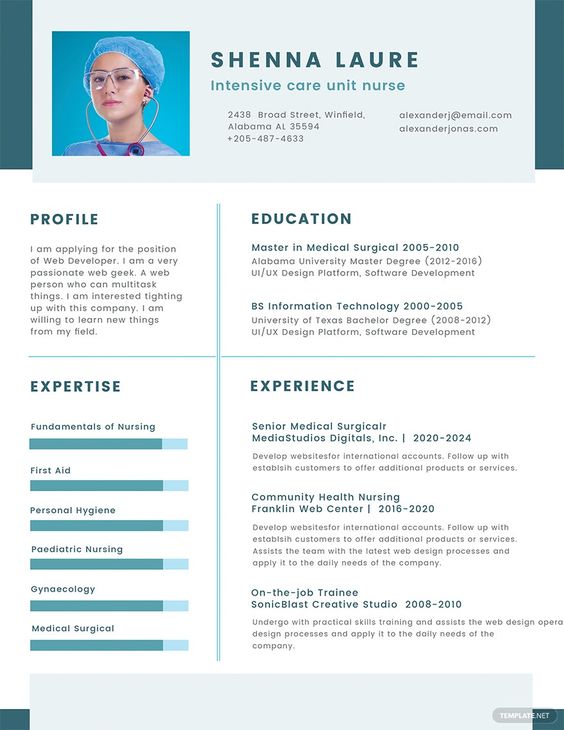 SHENNA LAURE
Intensive care unit nurse
2438 Broad Street, Winfield,
Alabama AL 35594
+205-487-4633
alexanderj@email.com
alexanderjonas.com
PROFILE
I am applying for the position
of Web Developer. I am a very
passionate web geek. A web
person who can multitask
things. I am interested tighting
up with this company. I am
willing to learn new things
from my field.
EDUCATION
Master in Medical Surgical 2005-2010
Alabama University Master Degree (2012-2016)
UI/UX Design Platform, Software Development
BS Information Technology 2000-2005
University of Texas Bachelor Degree (2008-2012)
UI/UX Design Platform, Software Development
EXPERTISE
Fundamentals of Nursing
First Aid
Personal Hygiene
Paediatric Nursing
Gynaecology
Medical Surgical
EXPERIENCE
Senior Medical Surgicalr
MediaStudios Digitals, Inc. | 2020-2024
Develop websitesfor international accounts. Follow up with
establsih customers to offer additional products or services.
Community Health Nursing
Franklin Web Center | 2016-2020
Develop websitesfor international accounts. Follow up with
establsih customers to offer additional products or services.
Assists the team with the latest web design processes and
apply it to the daily needs of the company.
On-the-job Trainee
SonicBlast Creative Studio 2008-2010
Undergo with practical skills training and assists the web design opera
design processes and apply it to the daily needs of the
company.
TEMPLATE.NET